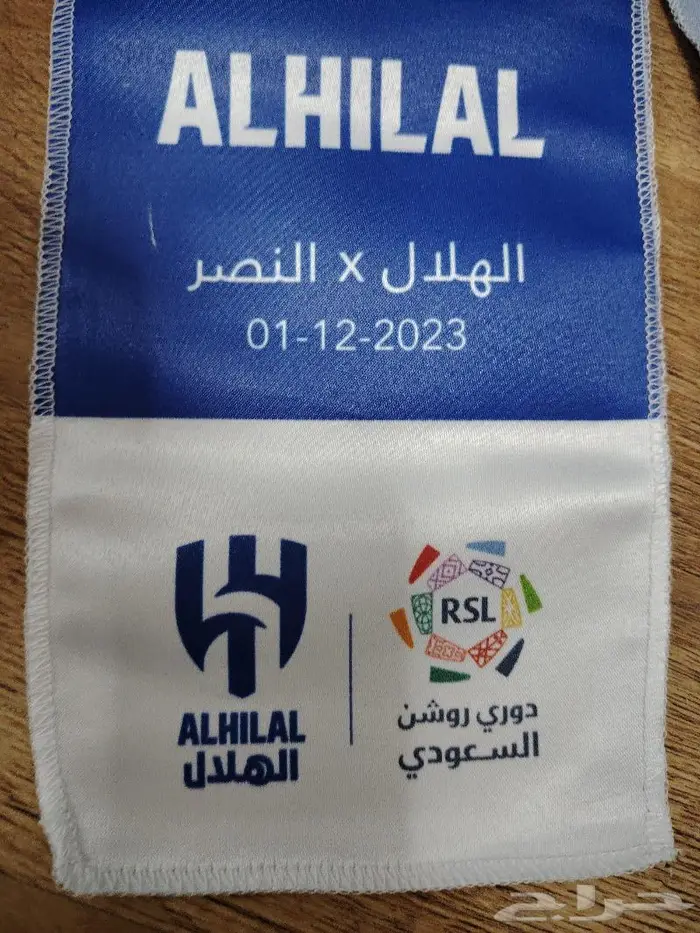 ALHILAL
الهلال x النصر
01-12-2023
ALHILAL
الهلال
RSL
دوري روشن
السعودي
حراج